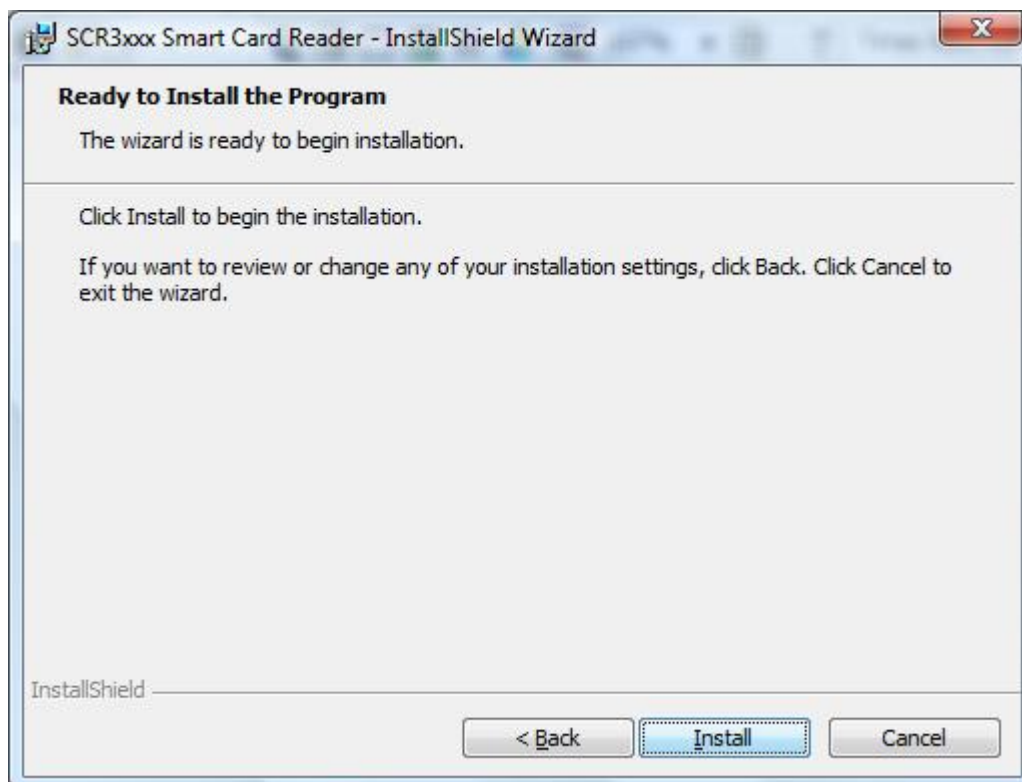 SCR3xxx Smart Card Reader - InstallShield Wizard
Ready to Install the Program
The wizard is ready to begin installation.
Click Install to begin the installation.
If you want to review or change any of your installation settings, click Back. Click Cancel to
exit the wizard.
InstallShield
< Back
Install
Cancel